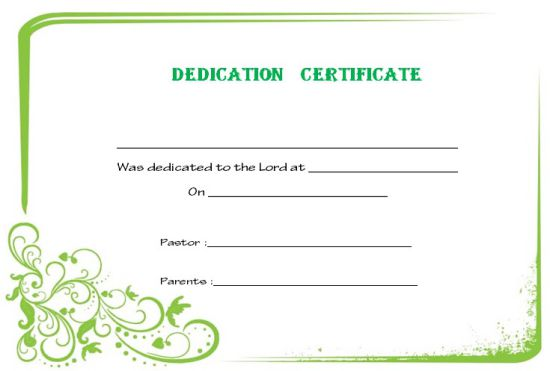 DEDICATION CERTIFICATE
Was dedicated to the Lord at
On
Pastor :
Parents :